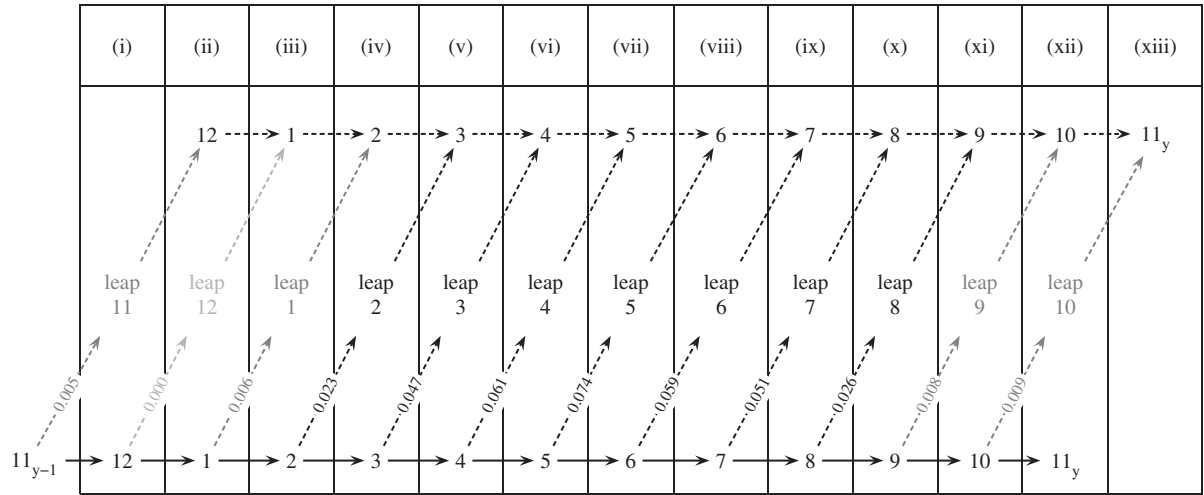 (i) (ii) (iii) (iv) (v) (vi) (vii) (viii) (ix) (x) (xi) (xii) (xiii)
12 1 2 3 4 5 6 7 8 9 10 11y
leap leap leap leap leap leap leap leap leap leap leap leap
11 12 1 2 3 4 5 6 7 8 9 10
0.005 0.000 0.006 0.023 0.047 0.061 0.074 0.059 0.051 0.026 0.008 0.009
11y−1 12 1 2 3 4 5 6 7 8 9 10 11y